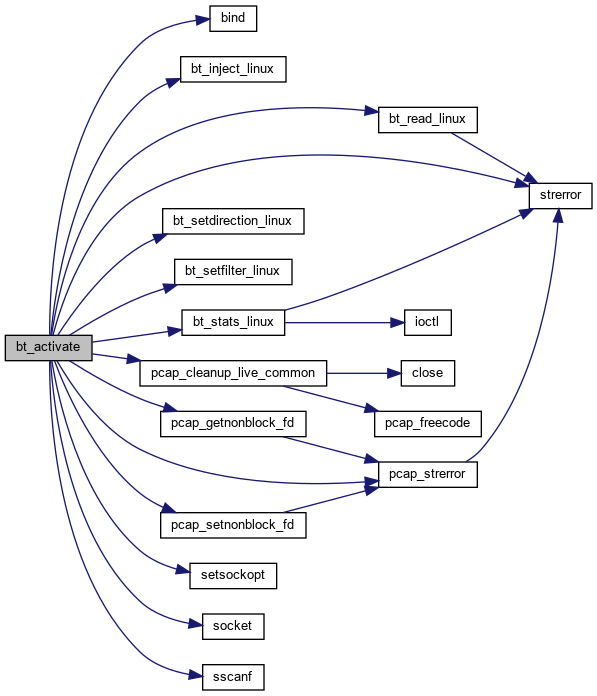 bind
bt_inject_linux
bt_read_linux
strerror
bt_setdirection_linux
bt_setfilter_linux
bt_stats_linux
ioctl
bt_activate
pcap_cleanup_live_common
close
pcap_getnonblock_fd
pcap_freecode
pcap_strerror
pcap_setnonblock_fd
setsockopt
socket
sscanf